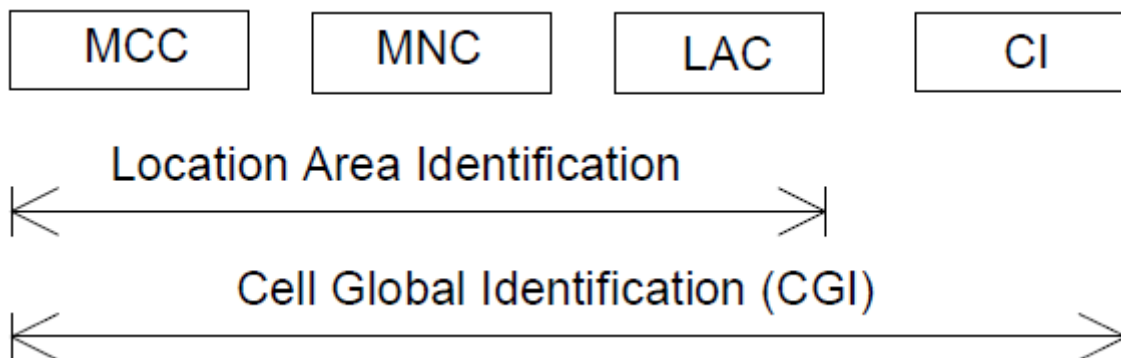 MCC MNC LAC CI
Location Area Identification
Cell Global Identification (CGI)